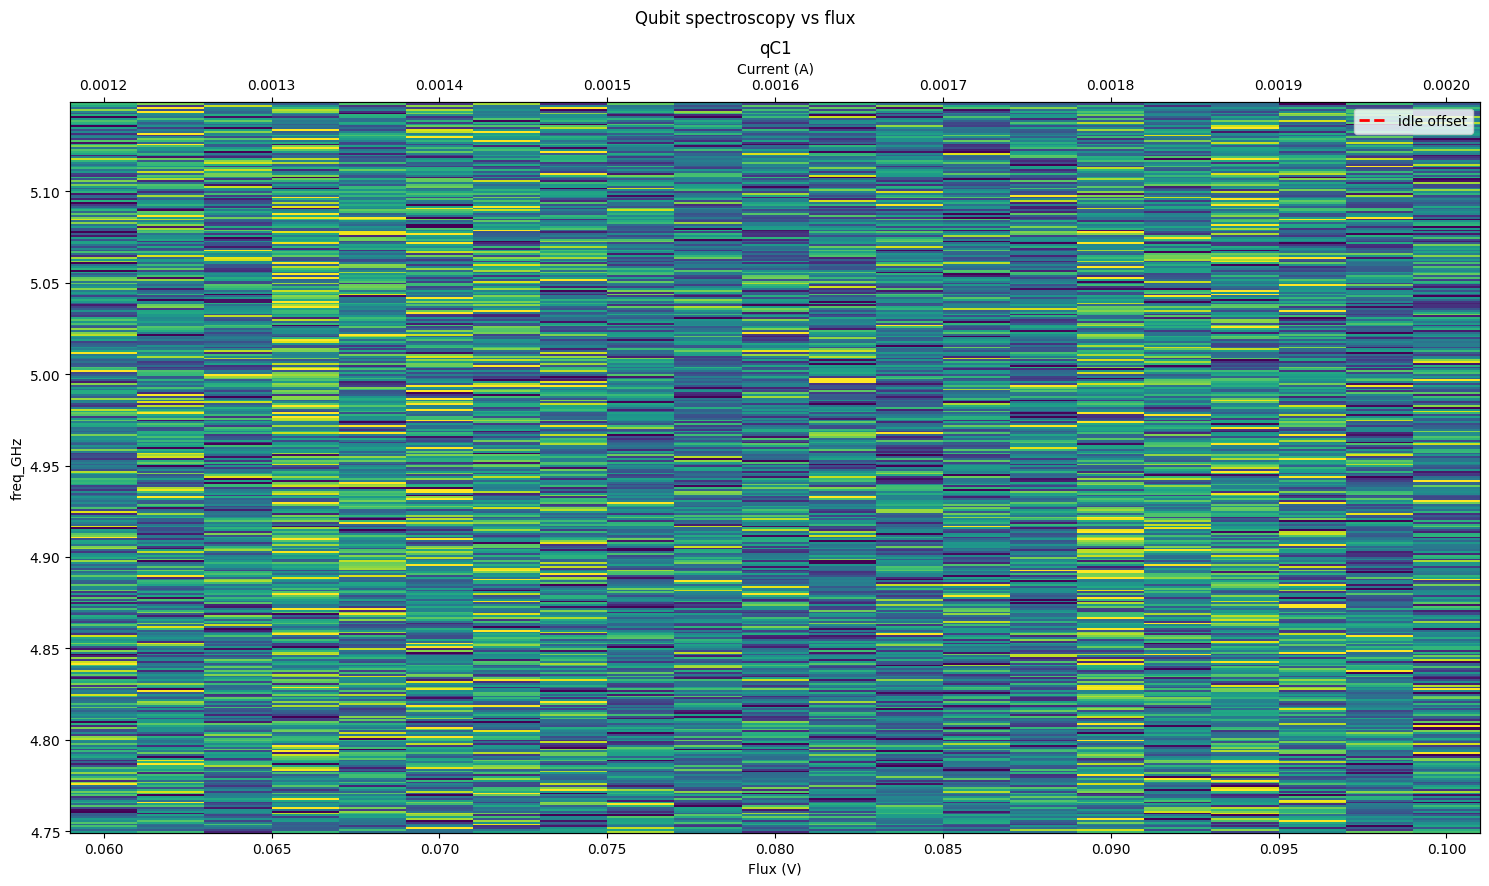 Qubit spectroscopy vs flux
qC1
Current (A)
0.0012 0.0013 0.0014 0.0015 0.0016 0.0017 0.0018 0.0019 0.0020
idle offset
5.10
5.05
5.00
4.95
4.90
4.85
4.80
4.75
freq_GHz
0.060 0.065 0.070 0.075 0.080 0.085 0.090 0.095 0.100
Flux (V)